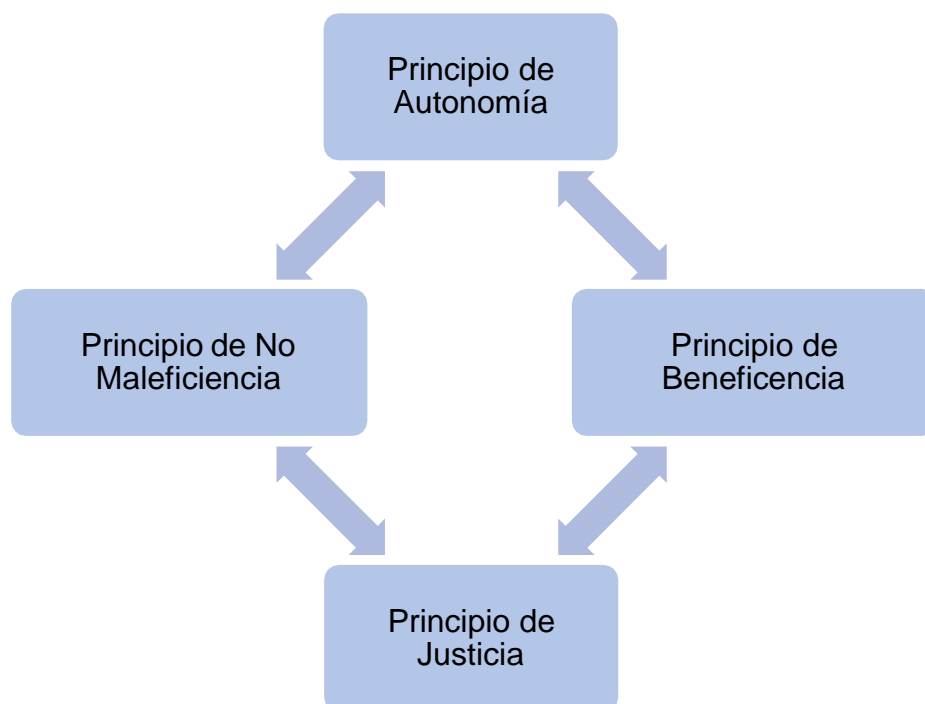 Principio de
Autonomía
Principio de No
Maleficiencia
Principio de
Beneficencia
Principio de
Justicia